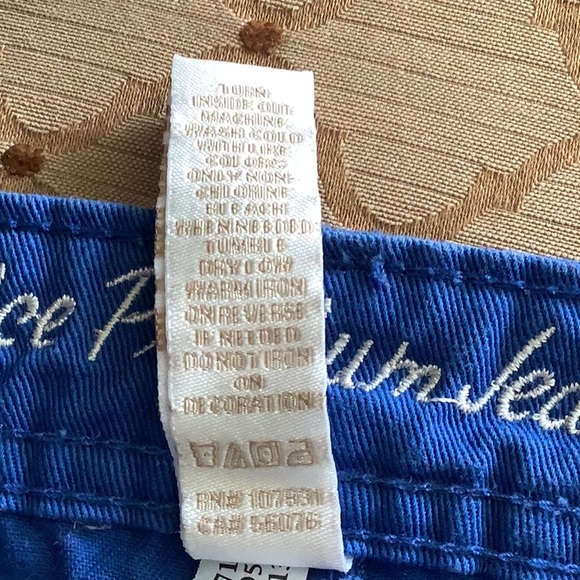 TURN
INSIDE OUT
MACHINE
WASH COLD
WITH LIKE
COLORS
ONLY NON
CHLORINE
BLEACH
WHEN NEEDED
TUMBLE
DRY LOW
WARM IRON
ON REVERSE
IF NEEDED
DO NOT IRON
ON
DECORATION
RN# 107931
CA# 56076